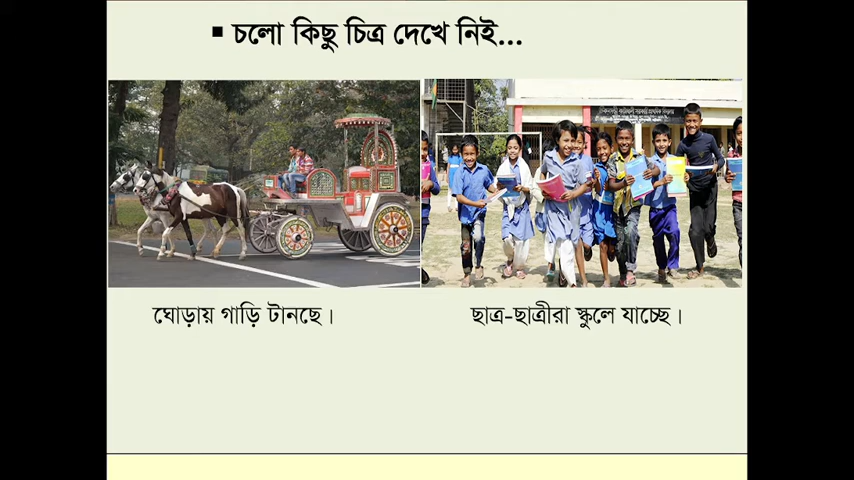 ▪ চলো কিছু চিত্র দেখে নিই...
ঘোড়ায় গাড়ি টানছে।
ছাত্র-ছাত্রীরা স্কুলে যাচ্ছে।